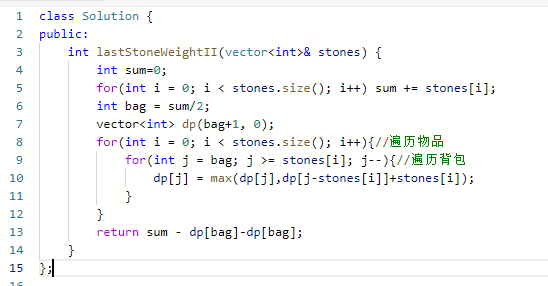 1 class Solution {
2 public:
3     int lastStoneWeightII(vector<int>& stones) {
4         int sum=0;
5         for(int i = 0; i < stones.size(); i++) sum += stones[i];
6         int bag = sum/2;
7         vector<int> dp(bag+1, 0);
8         for(int i = 0; i < stones.size(); i++){//遍历物品
9             for(int j = bag; j >= stones[i]; j--){//遍历背包
10                 dp[j] = max(dp[j],dp[j-stones[i]]+stones[i]);
11             }
12         }
13         return sum - dp[bag]-dp[bag];
14     }
15 };
16